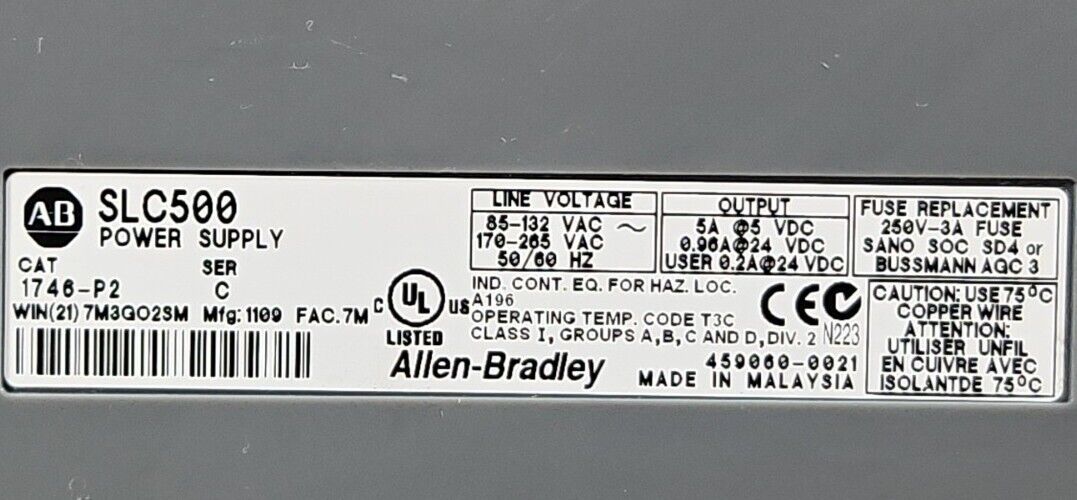 AB SLC500
POWER SUPPLY
CAT SER
1746-P2 C
WIN(21) 7M3GO2SM Mfg:1109 FAC.7M
LINE VOLTAGE
85-132 VAC ~
170-265 VAC
50/60 HZ
OUTPUT
5A @5 VDC
0.96A@24 VDC
USER 0.2A@24 VDC
FUSE REPLACEMENT
250V-3A FUSE
SANO SOC SD4 or
BUSSMANN AGC 3
C UL US
LISTED
IND. CONT. EQ. FOR HAZ. LOC.
A196
OPERATING TEMP. CODE T3C
CLASS I, GROUPS A,B,C AND D,DIV. 2
CE
N223
Allen-Bradley
459060-0021
MADE IN MALAYSIA
CAUTION: USE 75°C
COPPER WIRE
ATTENTION:
UTILISER UNFIL
EN CUIVRE AVEC
ISOLANTDE 75°C